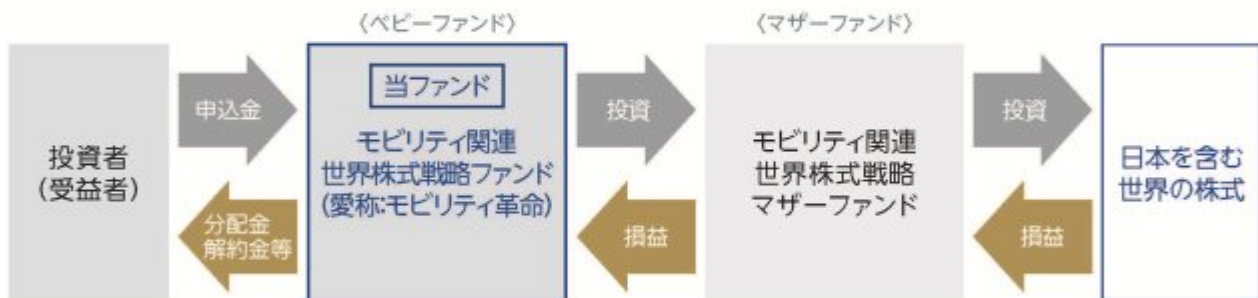 〈ベビーファンド〉
〈マザーファンド〉
投資者
(受益者)
申込金
分配金
解約金等
当ファンド
モビリティ関連
世界株式戦略ファンド
(愛称:モビリティ革命)
投資
損益
モビリティ関連
世界株式戦略
マザーファンド
投資
損益
日本を含む
世界の株式